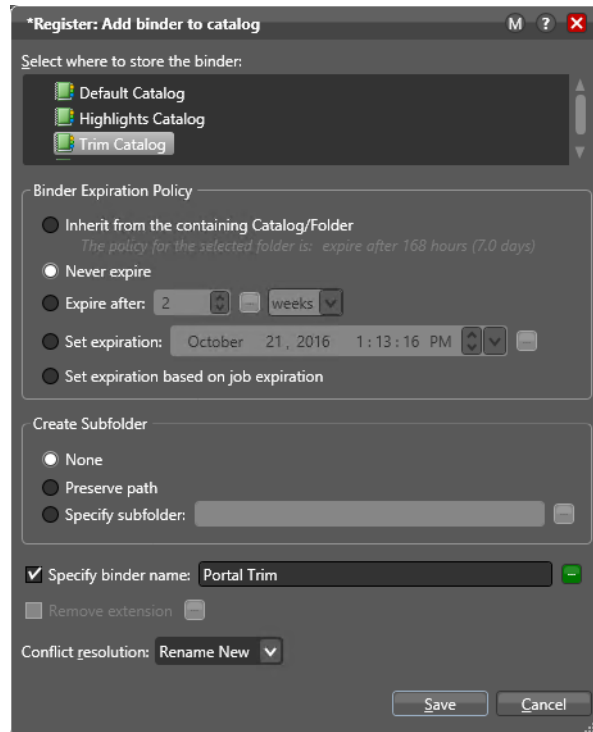 *Register: Add binder to catalog M ?
Select where to store the binder:
Default Catalog
Highlights Catalog
Trim Catalog
Binder Expiration Policy
Inherit from the containing Catalog/Folder
The policy for the selected folder is: expire after 168 hours (7.0 days)
Never expire
Expire after: 2 weeks
Set expiration: October 21, 2016 1:13:16 PM
Set expiration based on job expiration
Create Subfolder
None
Preserve path
Specify subfolder:
Specify binder name: Portal Trim
Remove extension
Conflict resolution: Rename New
Save Cancel